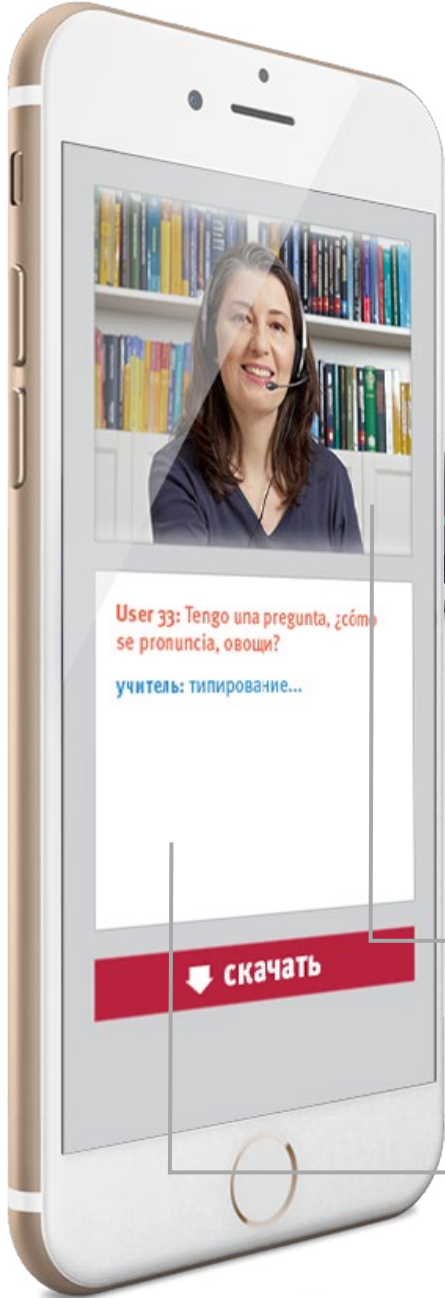 User 33: Tengo una pregunta, ¿cómo
se pronuncia, овощи?
учитель: типирование...
скачать